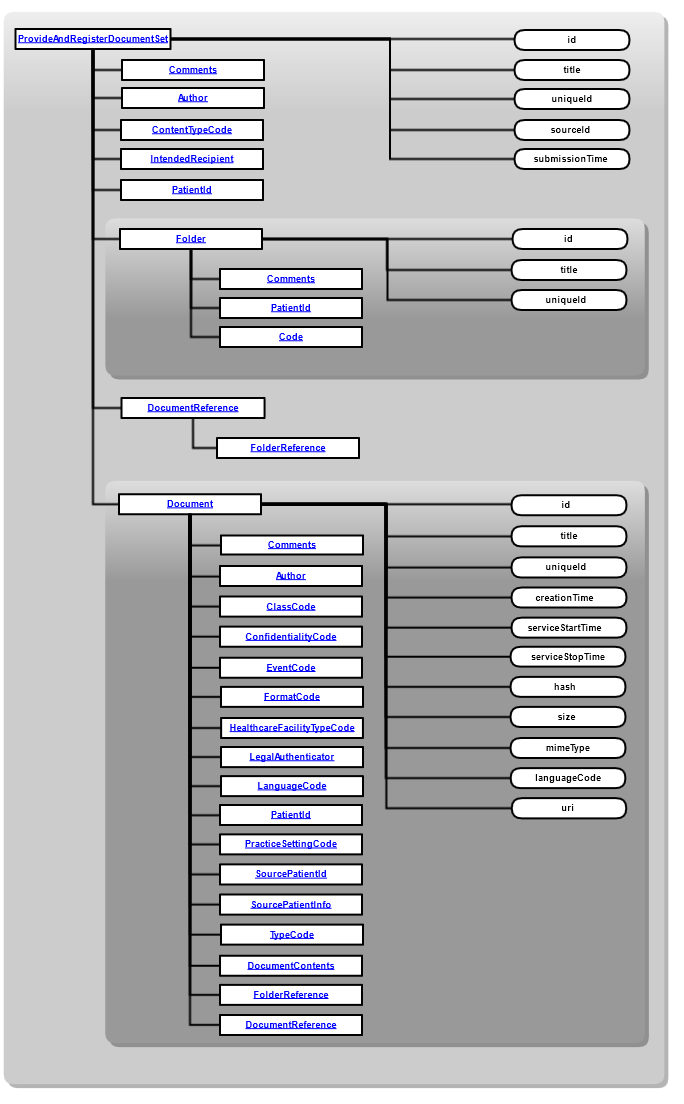 ProvideAndRegisterDocumentSet
id
Comments
title
Author
uniqueId
ContentTypeCode
sourceId
IntendedRecipient
submissionTime
PatientId
Folder
id
Comments
title
PatientId
uniqueId
Code
DocumentReference
FolderReference
Document
id
Comments
title
Author
uniqueId
ClassCode
creationTime
ConfidentialityCode
serviceStartTime
EventCode
serviceStopTime
FormatCode
hash
HealthcareFacilityTypeCode
size
LegalAuthenticator
mimeType
LanguageCode
languageCode
PatientId
uri
PracticeSettingCode
SourcePatientId
SourcePatientInfo
TypeCode
DocumentContents
FolderReference
DocumentReference